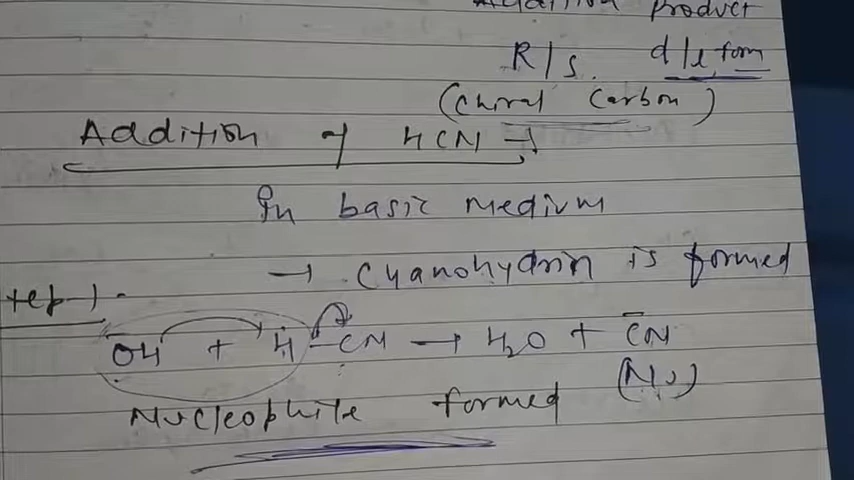 Addition Product
R/S. d/l form
(Chiral Carbon)
Addition of HCN →
In basic medium
→ Cyanohydrin is formed
Step-1.
OH + H-CN → H2O + C̅N
(Nu)
Nucleophile formed